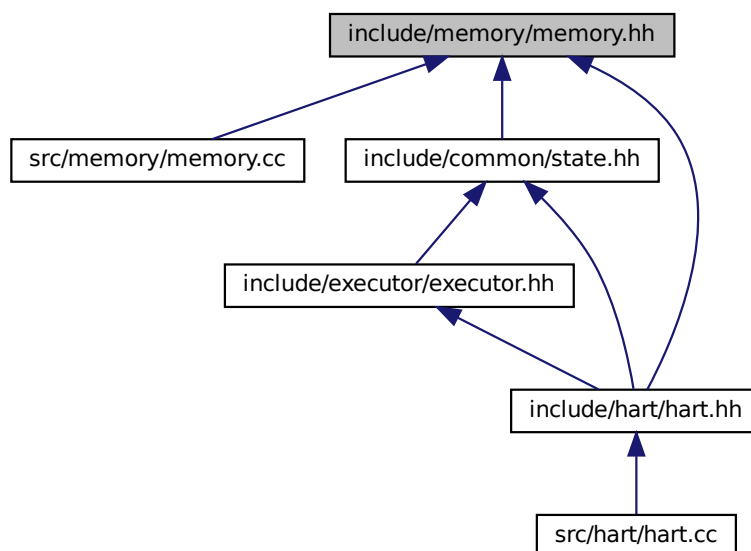 include/memory/memory.hh
src/memory/memory.cc
include/common/state.hh
include/executor/executor.hh
include/hart/hart.hh
src/hart/hart.cc